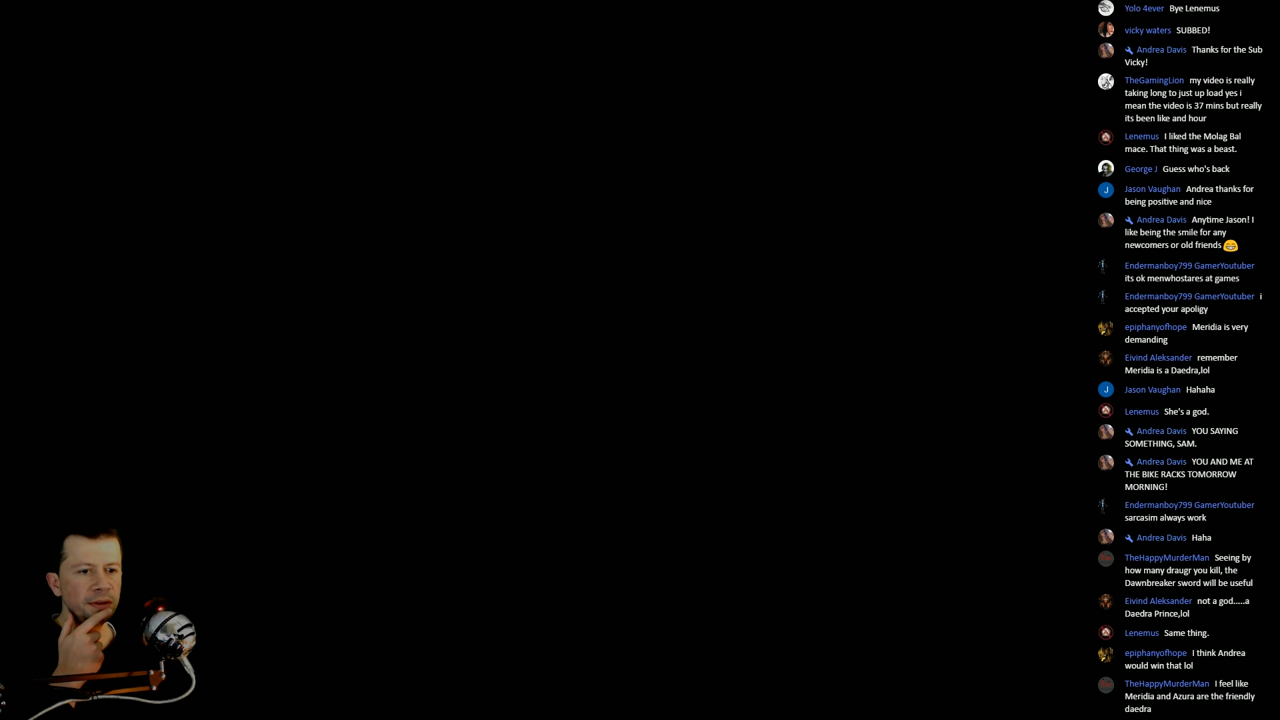 Yolo 4ever Bye Lenemus
vicky waters SUBBED!
Andrea Davis Thanks for the Sub
Vicky!
TheGamingLion my video is really
taking long to just up load yes i
mean the video is 37 mins but really
its been like and hour
Lenemus I liked the Molag Bal
mace. That thing was a beast.
George J Guess who's back
J Jason Vaughan Andrea thanks for
being positive and nice
Andrea Davis Anytime Jason! I
like being the smile for any
newcomers or old friends 😂
Endermanboy799 GamerYoutuber
its ok menwhostares at games
Endermanboy799 GamerYoutuber i
accepted your apoligy
epiphanyofhope Meridia is very
demanding
Eivind Aleksander remember
Meridia is a Daedra,lol
J Jason Vaughan Hahaha
Lenemus She's a god.
Andrea Davis YOU SAYING
SOMETHING, SAM.
Andrea Davis YOU AND ME AT
THE BIKE RACKS TOMORROW
MORNING!
Endermanboy799 GamerYoutuber
sarcasim always work
Andrea Davis Haha
TheHappyMurderMan Seeing by
how many draugr you kill, the
Dawnbreaker sword will be useful
Eivind Aleksander not a god.....a
Daedra Prince,lol
Lenemus Same thing.
epiphanyofhope I think Andrea
would win that lol
TheHappyMurderMan I feel like
Meridia and Azura are the friendly
daedra